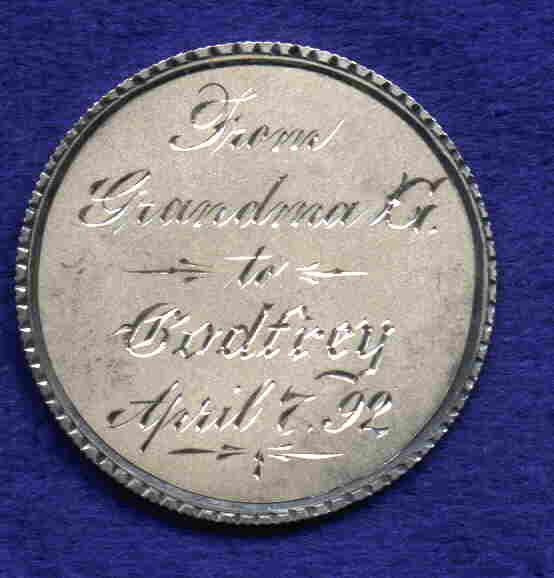 From
Grandma G.
to
Godfrey
April 7. 92